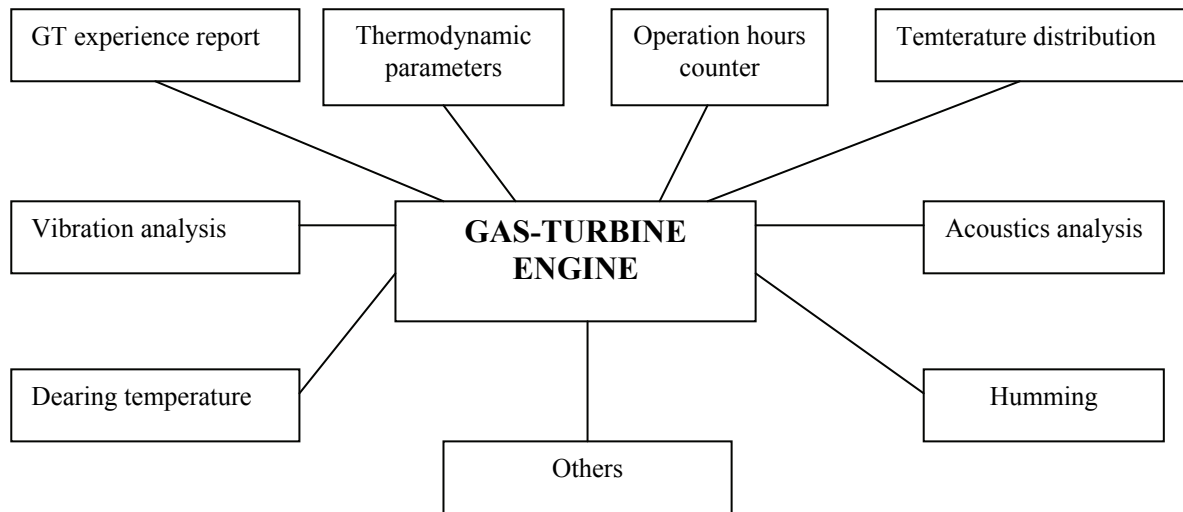 GT experience report
Thermodynamic
parameters
Operation hours
counter
Temterature distribution
Vibration analysis
GAS-TURBINE
ENGINE
Acoustics analysis
Dearing temperature
Humming
Others